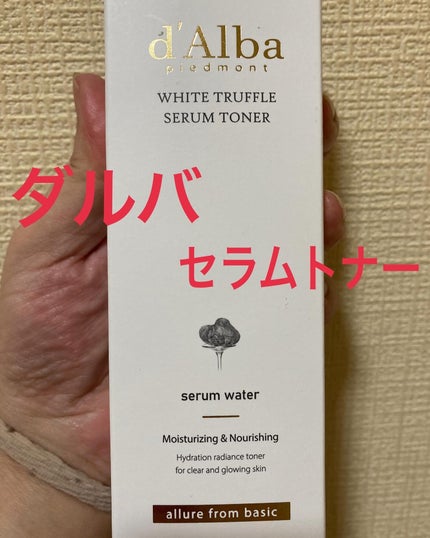 d'Alba
piedmont
WHITE TRUFFLE
SERUM TONER
ダルバ
セラムトナー
serum water
Moisturizing & Nourishing
Hydration radiance toner
for clear and glowing skin
allure from basic